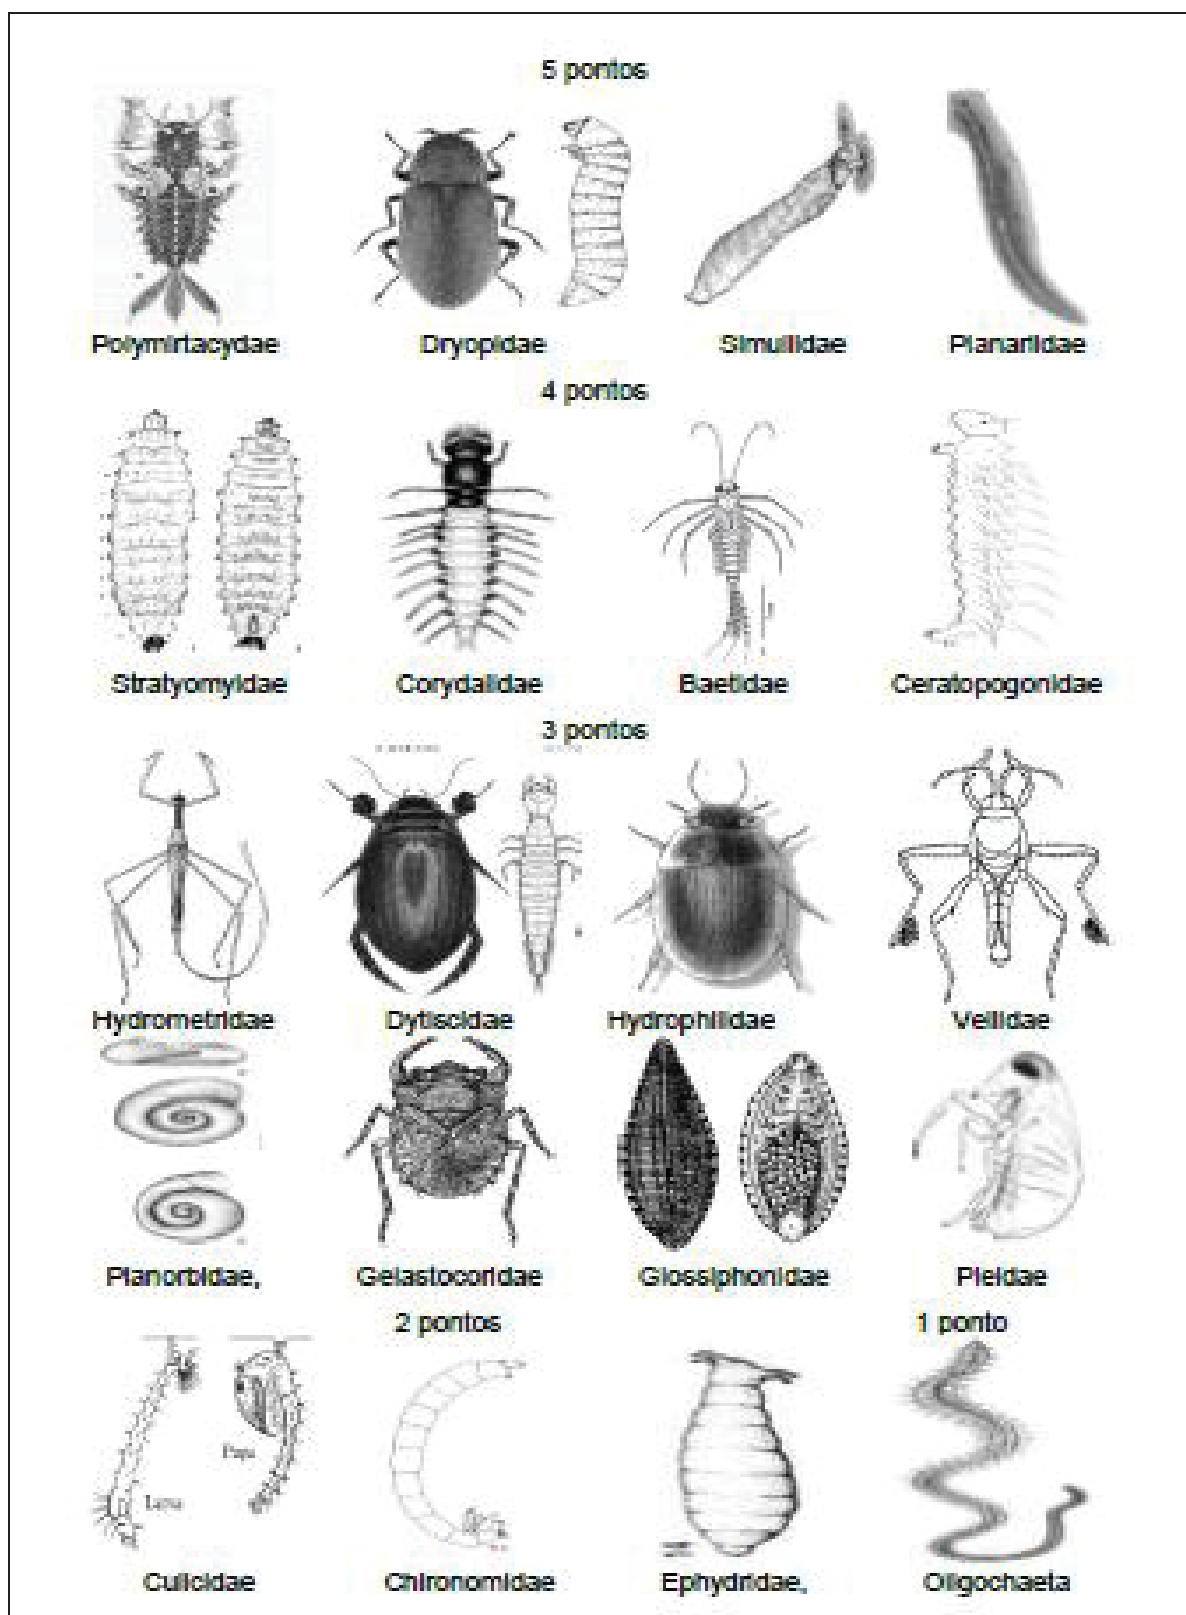 5 pontos
Polymirtacydae Dryopidae Simuliidae Planariidae
4 pontos
Stratyomyidae Corydalidae Baetidae Ceratopogonidae
3 pontos
Hydrometridae Dytiscidae Hydrophilidae Veliidae
Planorbidae, Gelastocoridae Glossiphonidae Pleidae
2 pontos 1 ponto
Pupa
Larva
Culicidae Chironomidae Ephydridae, Oligochaeta